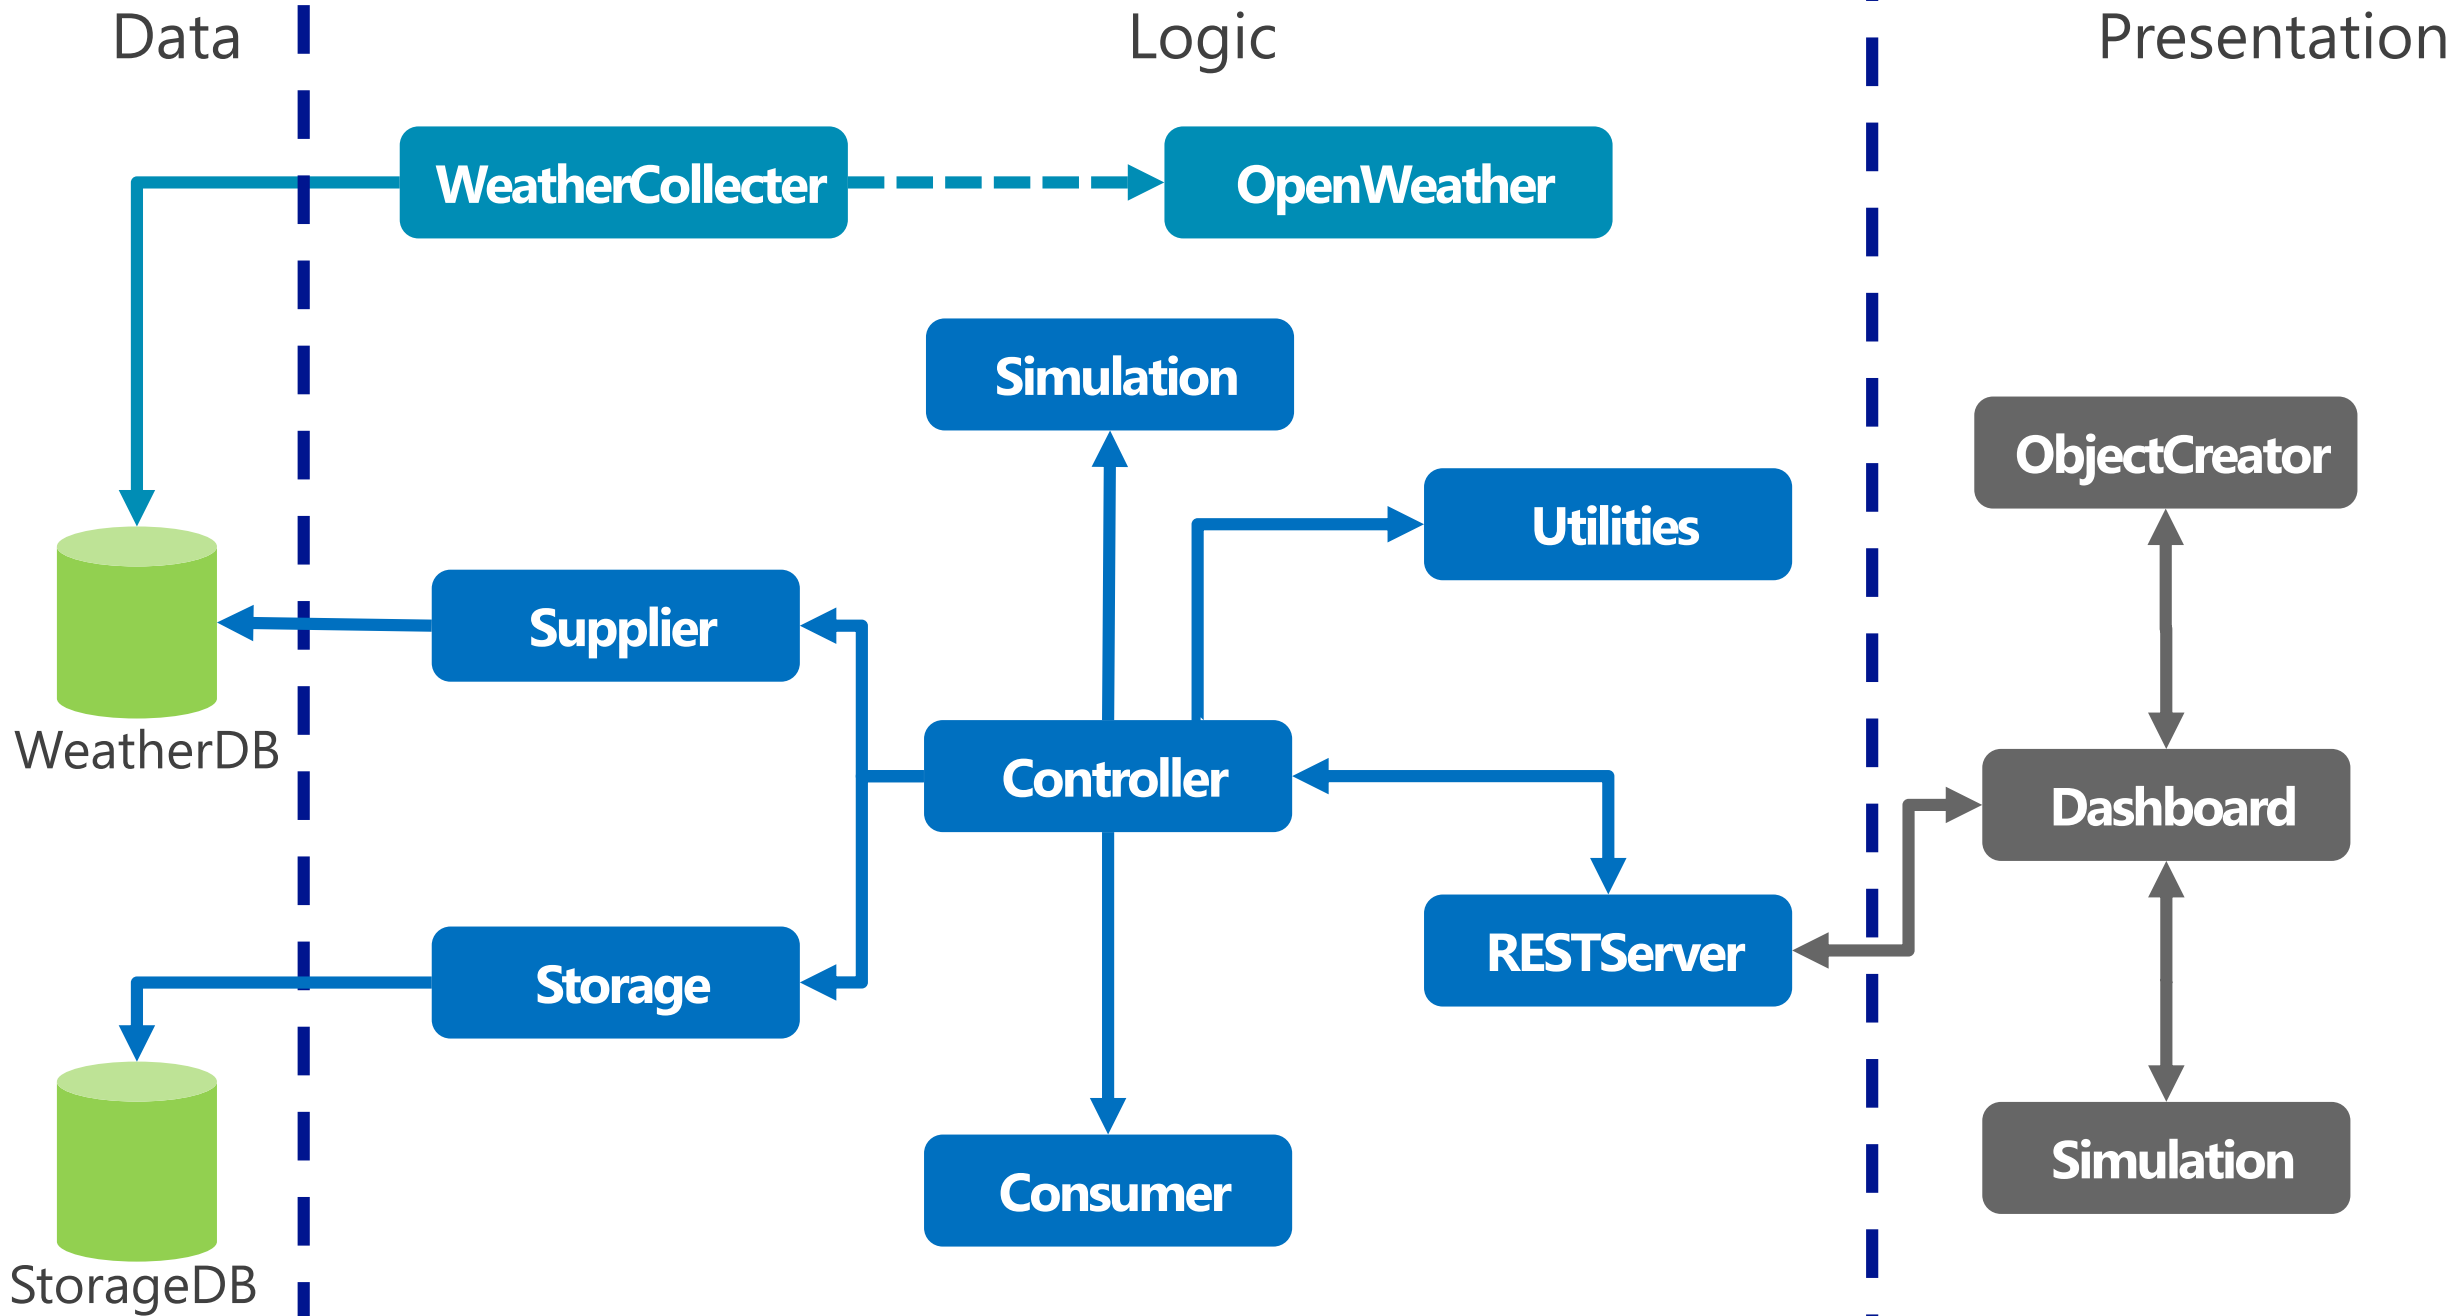 Data
Logic
Presentation
WeatherCollecter
OpenWeather
Simulation
ObjectCreator
Utilities
Supplier
WeatherDB
Controller
Dashboard
RESTServer
Storage
Simulation
Consumer
StorageDB